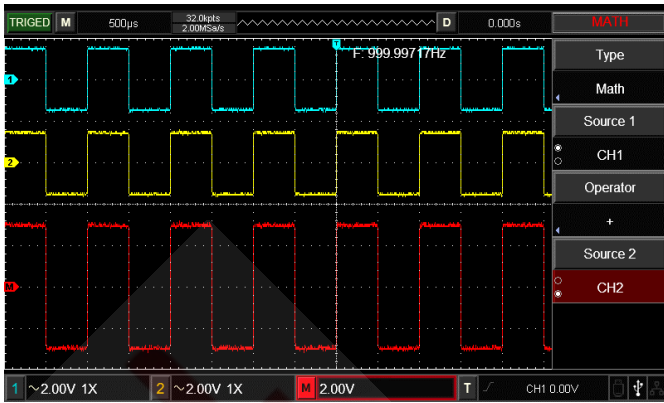 TRIGED M 500μs 32.0kpts D 0.000s MATH
2.00MSa/s
T
F: 999.99717Hz
Type
Math
Source 1
CH1
Operator
+
Source 2
CH2
1
2
M
1 ~2.00V 1X 2 ~2.00V 1X M 2.00V T CH1 0.00V